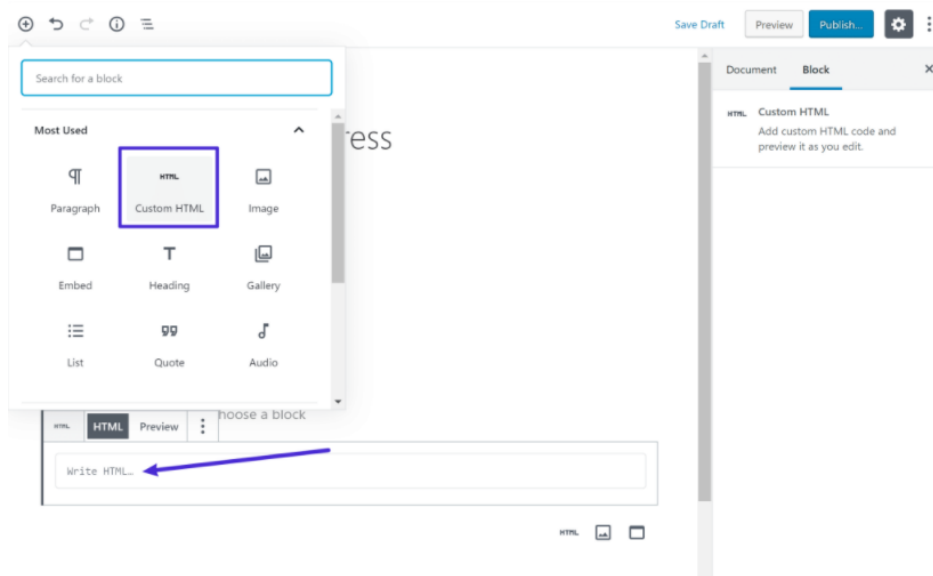 Save Draft
Preview
Publish...
Search for a block
Most Used
Paragraph
HTML
Custom HTML
Image
Embed
Heading
Gallery
List
Quote
Audio
ress
hoose a block
HTML
HTML
Preview
Write HTML…
HTML
Document
Block
HTML
Custom HTML
Add custom HTML code and
preview it as you edit.